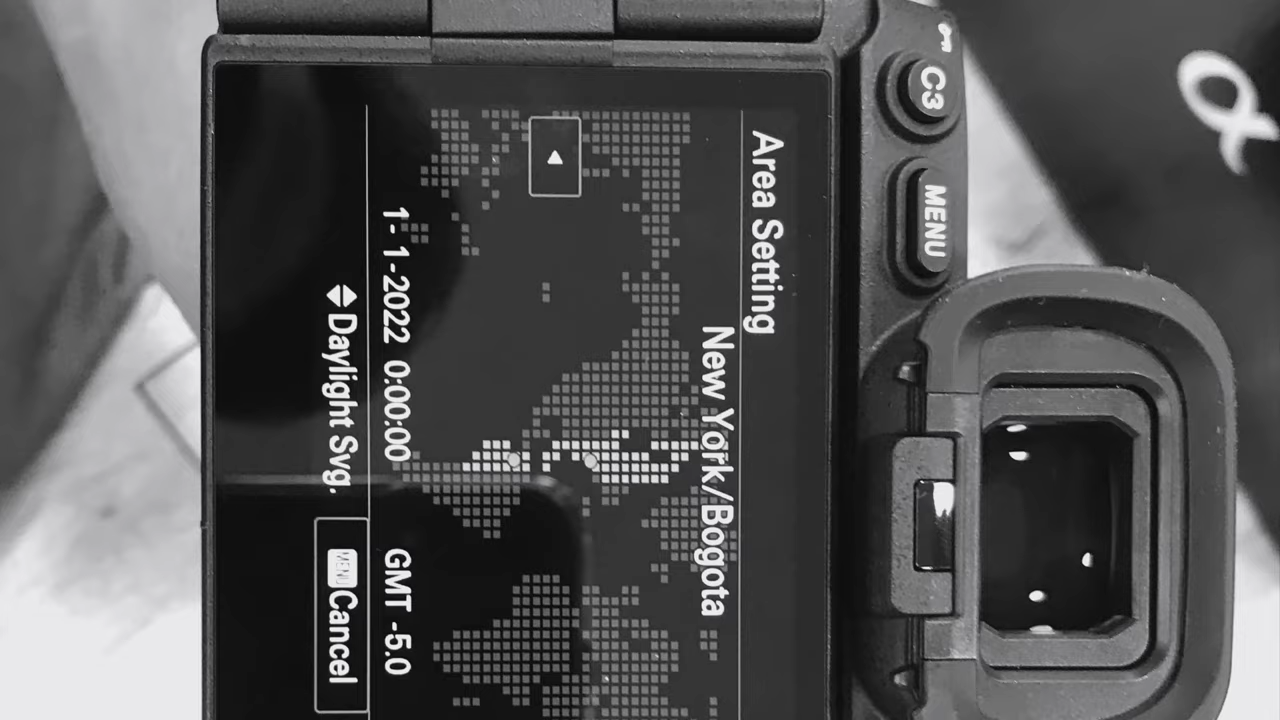 Area Setting
New York/Bogota
1- 1-2022 0:00:00 GMT -5.0
Daylight Svg.
MENU Cancel
C3
MENU
α